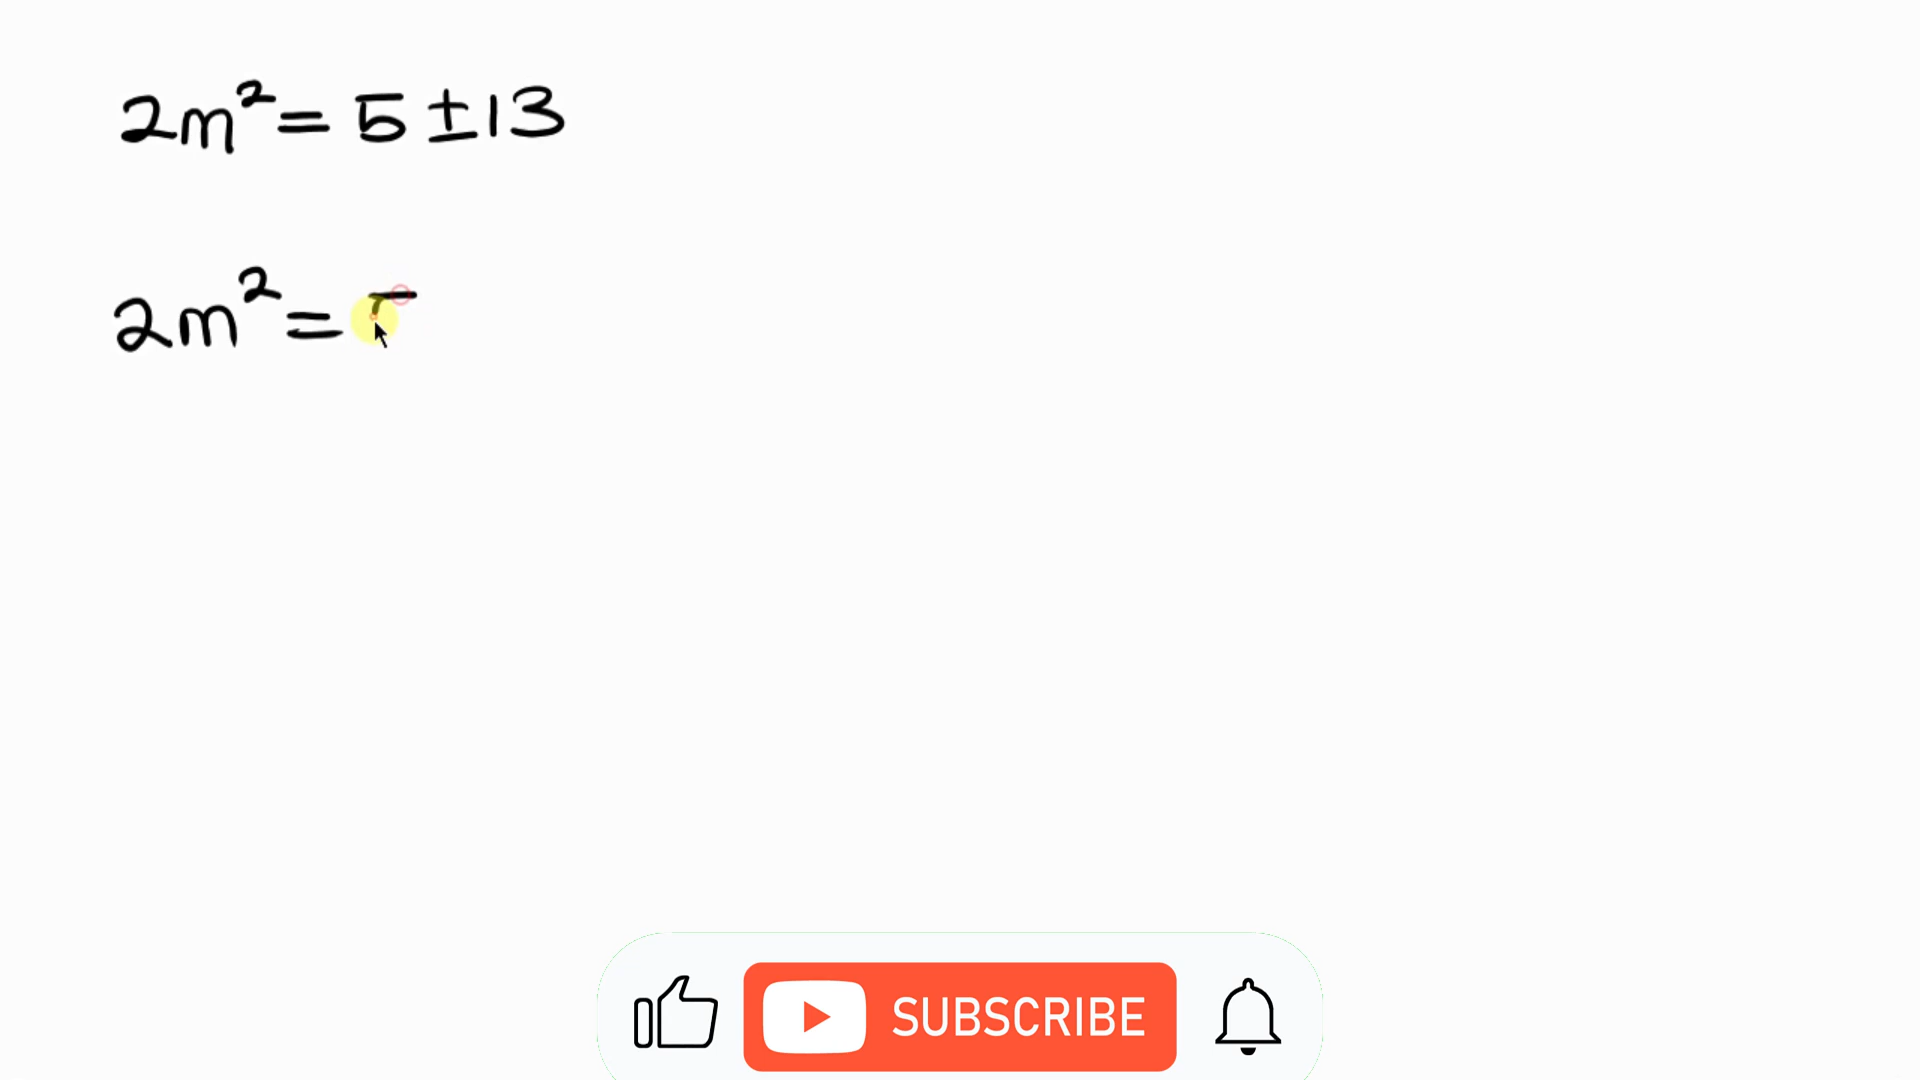 2m² = 5 ± 13
2m² =
SUBSCRIBE